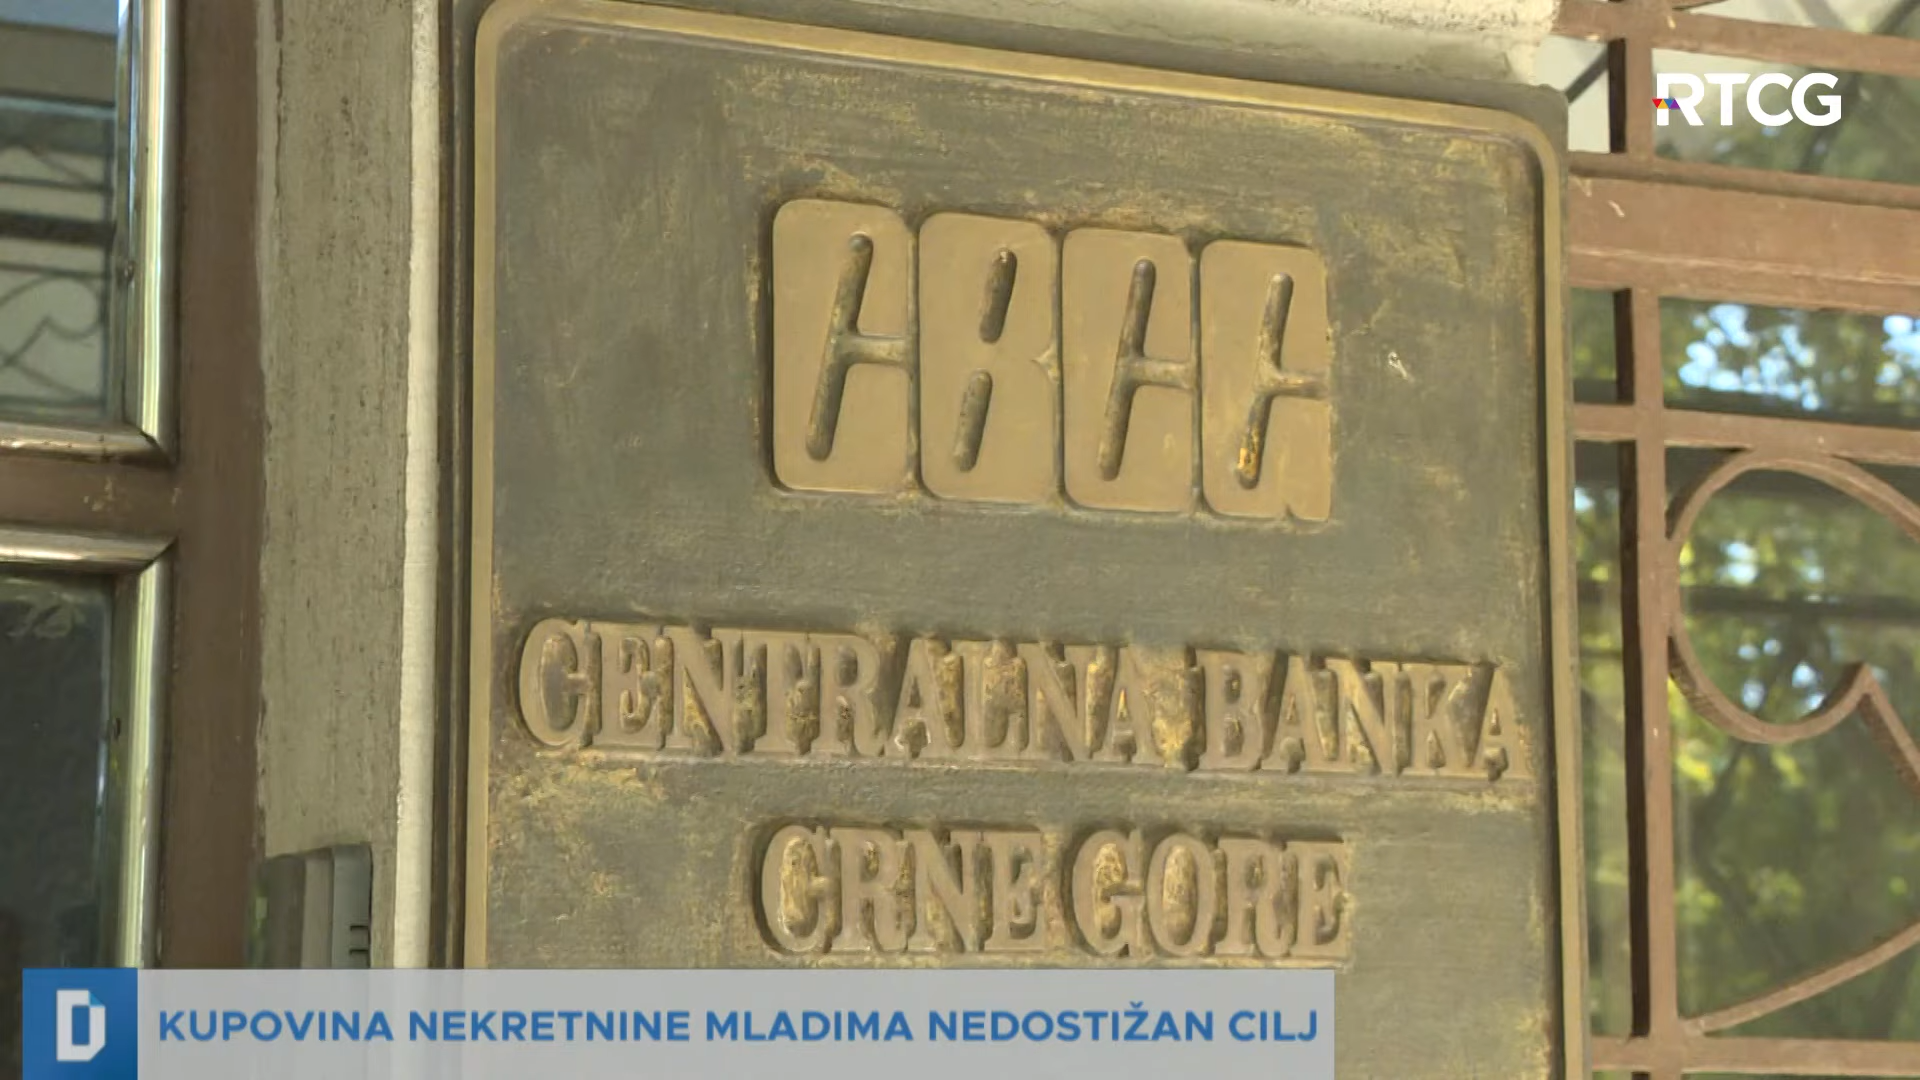 RTCG
CBCG
CENTRALNA BANKA
CRNE GORE
D
KUPOVINA NEKRETNINE MLADIMA NEDOSTIŽAN CILJ